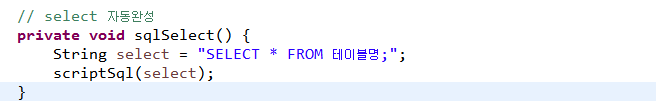 // select 자동완성
private void sqlSelect() {
    String select = "SELECT * FROM 테이블명;";
    scriptSql(select);
}